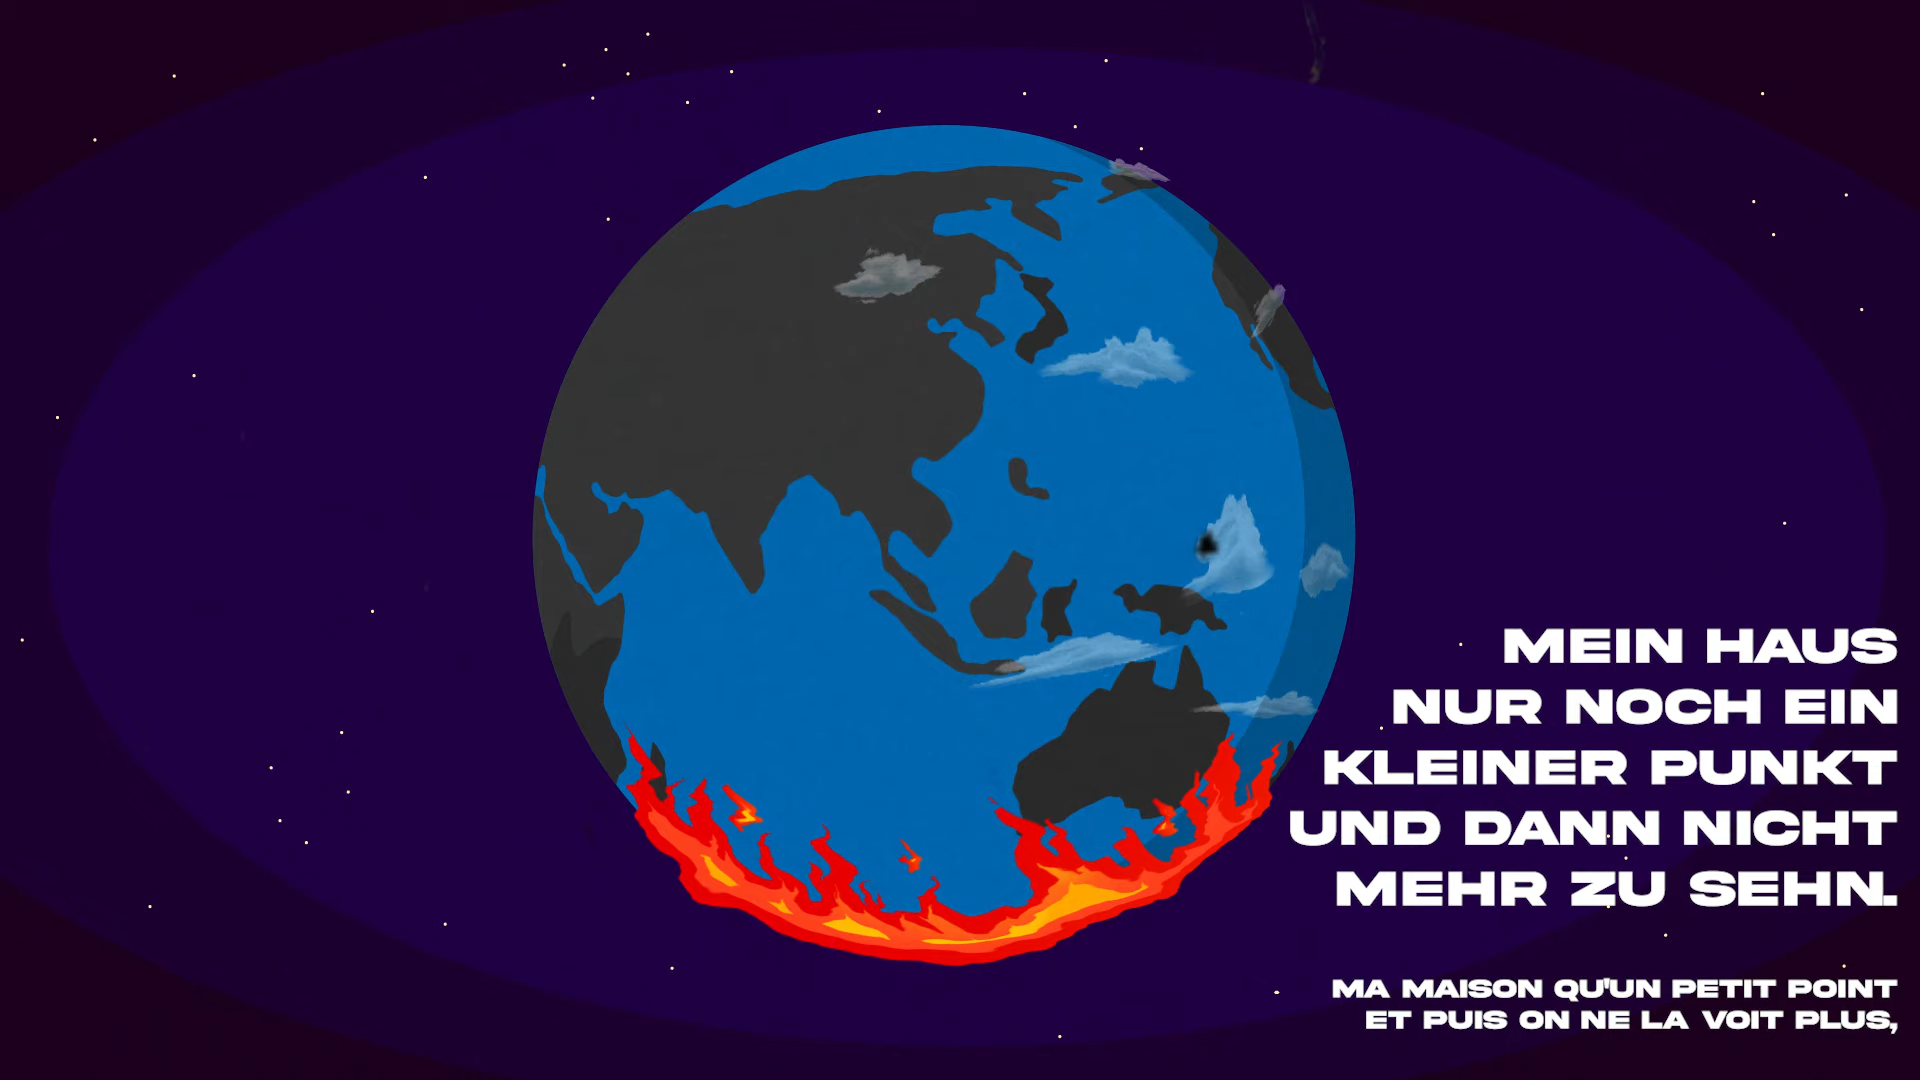 MEIN HAUS
NUR NOCH EIN
KLEINER PUNKT
UND DANN NICHT
MEHR ZU SEHN.
MA MAISON QU'UN PETIT POINT
ET PUIS ON NE LA VOIT PLUS,